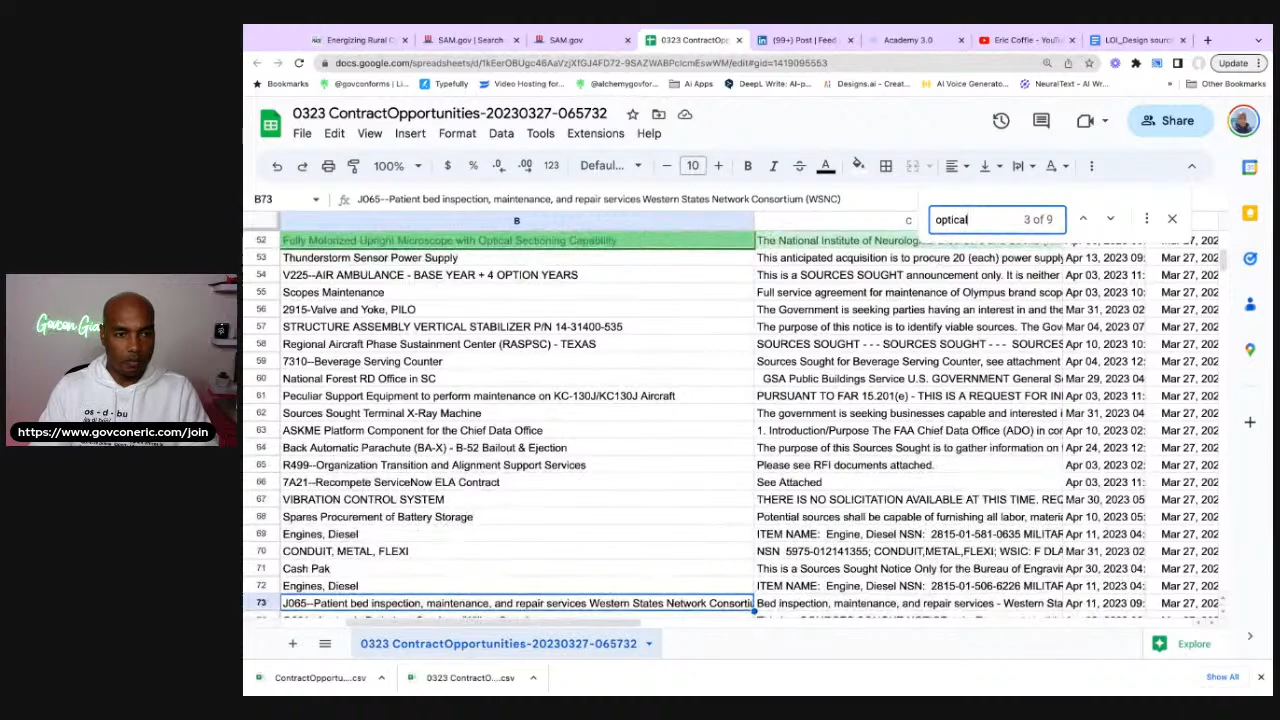 Energizing Rural C
SAM.gov | Search
SAM.gov
0323 ContractOpp
(99+) Post | Feed
Academy 3.0
Eric Coffie - YouTu
LOI_Design sour
docs.google.com/spreadsheets/d/1kEerOBUgc46AaVzjXfGJ4FD72-9SAZWABPcIcmEswWM/edit#gid=1419095553
Update
Bookmarks
@govconforms | Li...
Typefully
Video Hosting for...
@alchemygovfor...
Ai Apps
DeepL Write: AI-p...
Designs.ai - Creat...
AI Voice Generato...
NeuralText - AI Wr...
Other Bookmarks
0323 ContractOpportunities-20230327-065732
File Edit View Insert Format Data Tools Extensions Help
Share
100% $ % .0 .00 123 Defaul... 10 B I S A
B73 fx J065--Patient bed inspection, maintenance, and repair services Western States Network Consortium (WSNC)
optical 3 of 9
B C
52 Fully Motorized Upright Microscope with Optical Sectioning Capability The National Institute of Neurolog Mar 27, 202
53 Thunderstorm Sensor Power Supply This anticipated acquisition is to procure 20 (each) power supply Apr 13, 2023 09: Mar 27, 202
54 V225--AIR AMBULANCE - BASE YEAR + 4 OPTION YEARS This is a SOURCES SOUGHT announcement only. It is neither Apr 03, 2023 11: Mar 27, 202
55 Scopes Maintenance Full service agreement for maintenance of Olympus brand scop Apr 03, 2023 10: Mar 27, 202
56 2915-Valve and Yoke, PILO The Government is seeking parties having an interest in and the Mar 31, 2023 02 Mar 27, 202
57 STRUCTURE ASSEMBLY VERTICAL STABILIZER P/N 14-31400-535 The purpose of this notice is to identify viable sources. The Gov Mar 04, 2023 07 Mar 27, 202
58 Regional Aircraft Phase Sustainment Center (RASPSC) - TEXAS SOURCES SOUGHT - - - SOURCES SOUGHT - - - SOURCES Apr 10, 2023 10: Mar 27, 202
59 7310--Beverage Serving Counter Sources Sought for Beverage Serving Counter, see attachment Apr 04, 2023 12: Mar 27, 202
60 National Forest RD Office in SC GSA Public Buildings Service U.S. GOVERNMENT General S Mar 29, 2023 04 Mar 27, 202
61 Peculiar Support Equipment to perform maintenance on KC-130J/KC130J Aircraft PURSUANT TO FAR 15.201(e) - THIS IS A REQUEST FOR IN Apr 03, 2023 11: Mar 27, 202
62 Sources Sought Terminal X-Ray Machine The government is seeking businesses capable and interested i Mar 31, 2023 04 Mar 27, 202
63 ASKME Platform Component for the Chief Data Office 1. Introduction/Purpose The FAA Chief Data Office (ADO) in cor Apr 03, 2023 10: Mar 27, 202
64 Back Automatic Parachute (BA-X) - B-52 Bailout & Ejection The purpose of this Sources Sought is to gather information on Apr 24, 2023 12: Mar 27, 202
65 R499--Organization Transition and Alignment Support Services Please see RFI documents attached. Apr 03, 2023 02: Mar 27, 202
66 7A21--Recompete ServiceNow ELA Contract See Attached Apr 03, 2023 11: Mar 27, 202
67 VIBRATION CONTROL SYSTEM THERE IS NO SOLICITATION AVAILABLE AT THIS TIME. REQ Mar 30, 2023 05 Mar 27, 202
68 Spares Procurement of Battery Storage Potential sources shall be capable of furnishing all labor, materia Apr 10, 2023 05: Mar 27, 202
69 Engines, Diesel ITEM NAME: Engine, Diesel NSN: 2815-01-581-0635 MILITAF Apr 11, 2023 04: Mar 27, 202
70 CONDUIT, METAL, FLEXI NSN 5975-012141355; CONDUIT,METAL,FLEXI; WSIC: F DLA Mar 31, 2023 02 Mar 27, 202
71 Cash Pak This is a Sources Sought Notice Only for the Bureau of Engravin Apr 30, 2023 04: Mar 27, 202
72 Engines, Diesel ITEM NAME: Engine, Diesel NSN: 2815-01-506-6226 MILITAF Apr 11, 2023 04: Mar 27, 202
73 J065--Patient bed inspection, maintenance, and repair services Western States Network Consortiu Bed inspection, maintenance, and repair services - Western Sta Apr 11, 2023 09: Mar 27, 202
0323 ContractOpportunities-20230327-065732
Explore
ContractOpportu....csv
0323 ContractO....csv
Show All
Govcon Gia
os - d - bu
https://www.govconeric.com/join